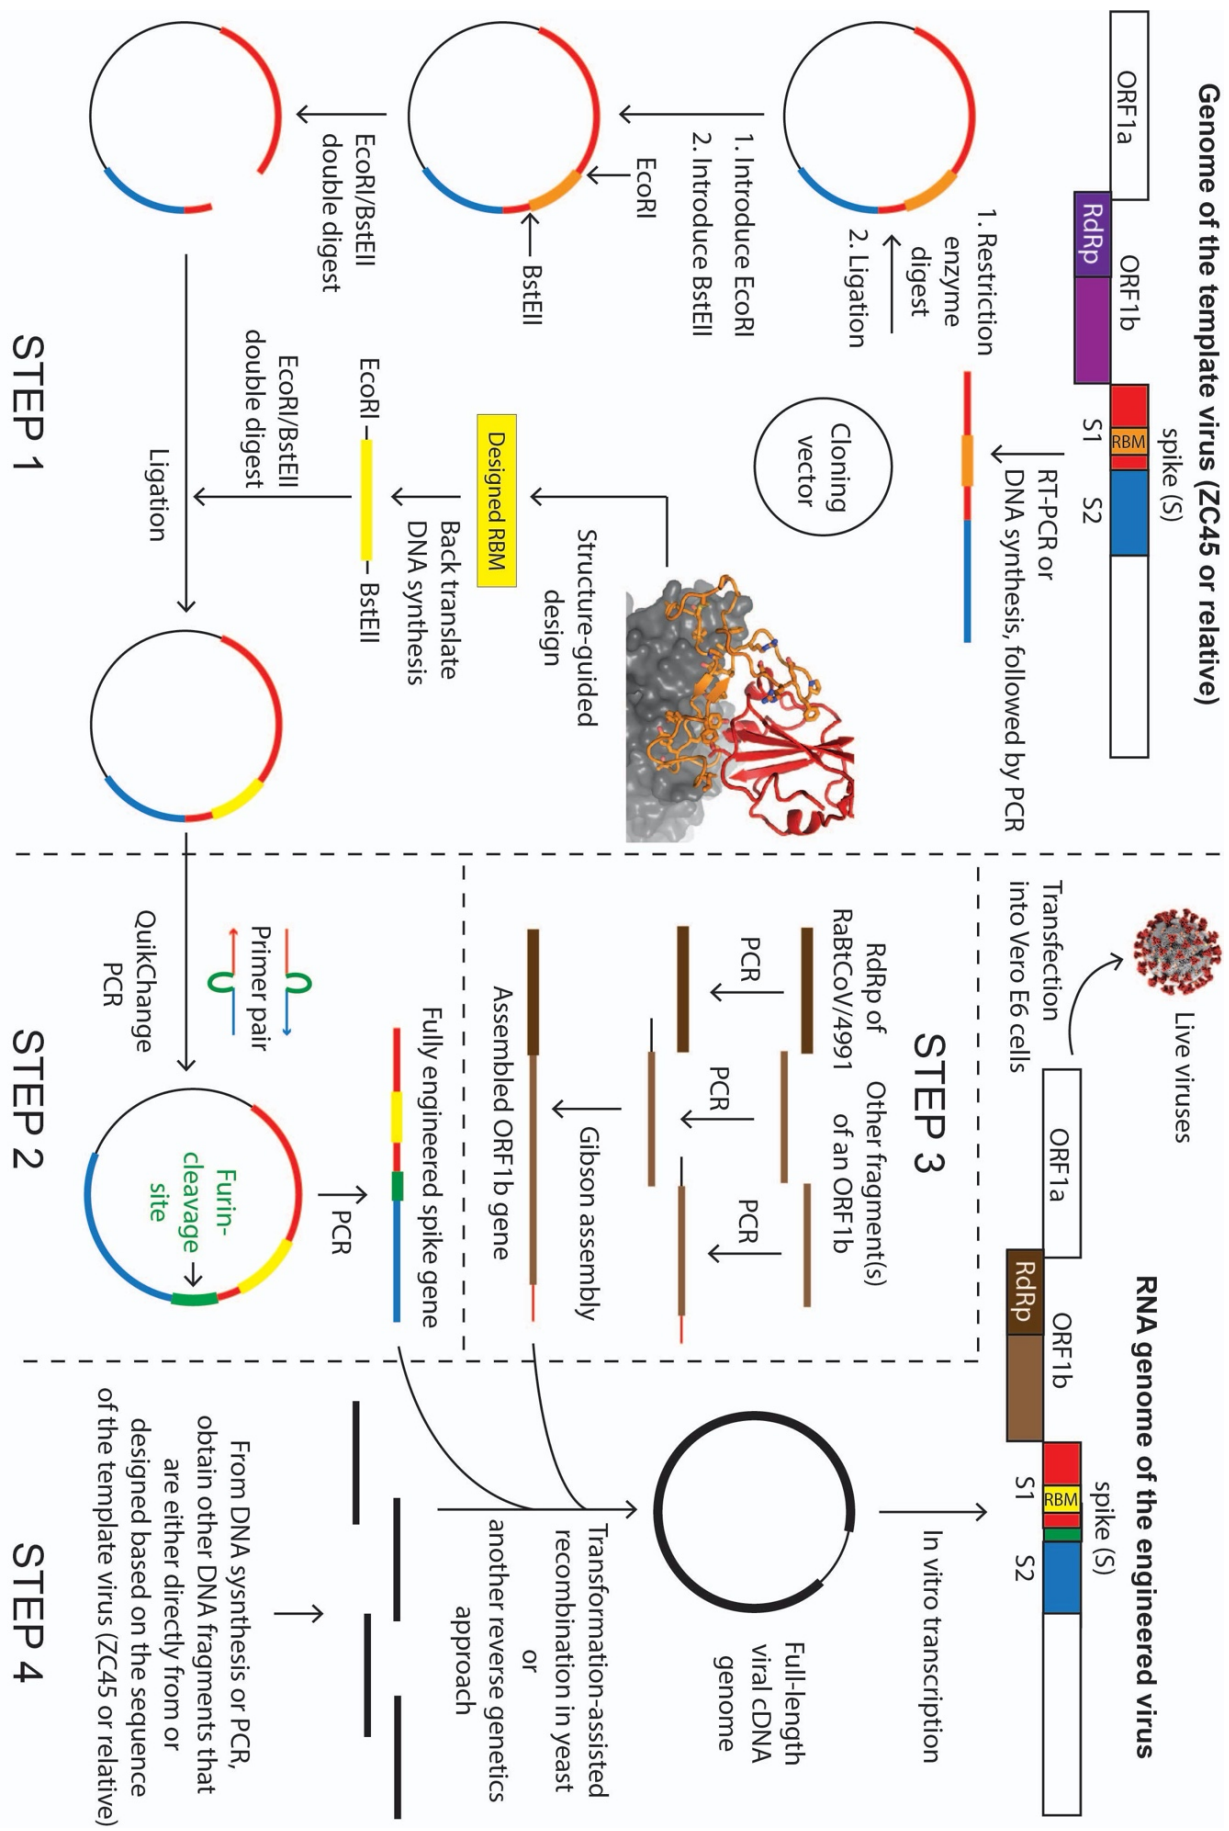 Genome of the template virus (ZC45 or relative)
ORF1a
ORF1b
RdRp
spike (S)
RBM
S1
S2
RT-PCR or
DNA synthesis, followed by PCR
Cloning
vector
1. Restriction
enzyme
digest
2. Ligation
1. Introduce EcoRI
2. Introduce BstEII
EcoRI
BstEII
EcoRI/BstEII
double digest
Structure-guided
design
Designed RBM
Back translate
DNA synthesis
EcoRI
BstEII
EcoRI/BstEII
double digest
Ligation
STEP 1
QuikChange
PCR
Primer pair
Furin-
cleavage
site
PCR
Fully engineered spike gene
STEP 2
STEP 3
RdRp of
RaBtCoV/4991
Other fragment(s)
of an ORF1b
PCR
PCR
PCR
Gibson assembly
Assembled ORF1b gene
From DNA sysnthesis or PCR,
obtain other DNA fragments that
are either directly from or
designed based on the sequence
of the template virus (ZC45 or relative)
Transformation-assisted
recombination in yeast
or
another reverse genetics
approach
Full-length
viral cDNA
genome
In vitro transcription
STEP 4
RNA genome of the engineered virus
ORF1a
ORF1b
RdRp
spike (S)
RBM
S1
S2
Transfection
into Vero E6 cells
Live viruses